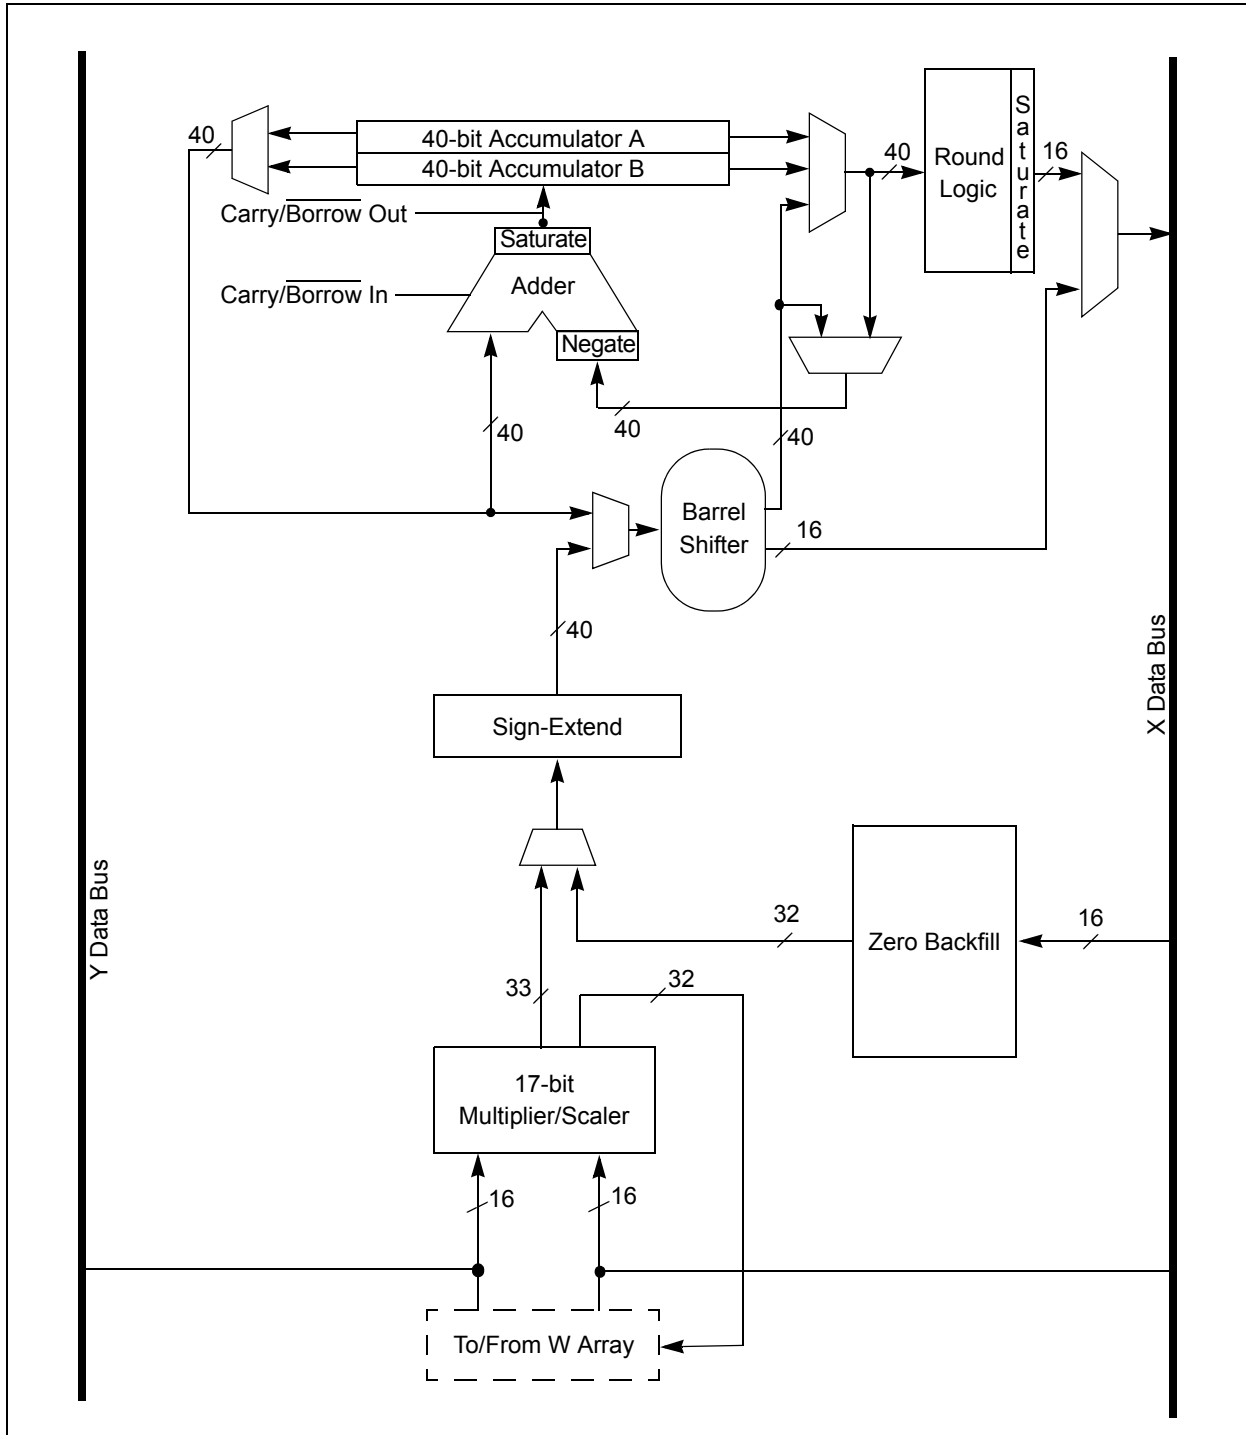 40
40-bit Accumulator A
40-bit Accumulator B
Carry/Borrow Out
Saturate
Carry/Borrow In
Adder
Negate
40
Round
Logic
Saturate
16
40
40
40
Barrel
Shifter
16
40
Sign-Extend
X Data Bus
Y Data Bus
33
32
32
Zero Backfill
16
17-bit
Multiplier/Scaler
16
16
To/From W Array